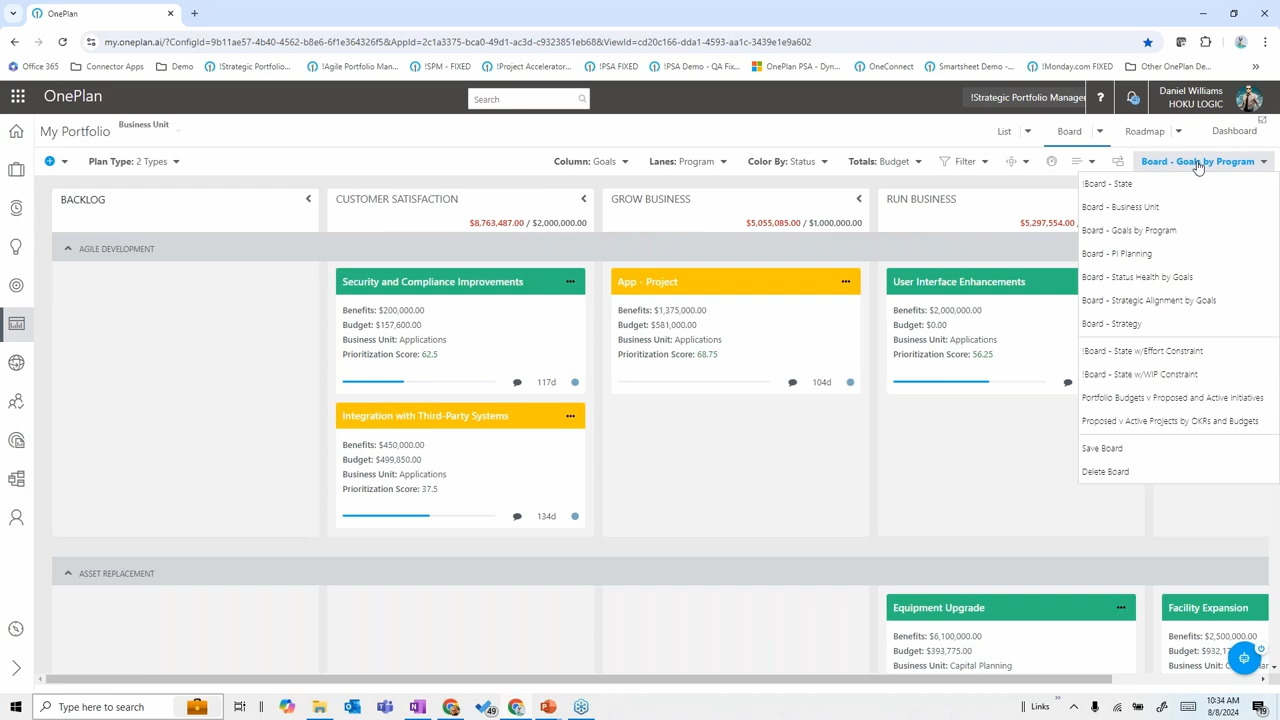 OnePlan
my.oneplan.ai/?ConfigId=9b11ae57-4b40-4562-b8e6-6f1e364326f5&AppId=2c1a3375-bca0-49d1-ac3d-c9323851eb68&ViewId=cd20c166-dda1-4593-aa1c-3439e1e9a602
Office 365 Connector Apps Demo !Strategic Portfolio... !Agile Portfolio Man... !SPM - FIXED !Project Accelerator... !PSA FIXED !PSA Demo - QA Fix... OnePlan PSA - Dyn... OneConnect Smartsheet Demo -... !Monday.com FIXED Other OnePlan De...
OnePlan
Search
!Strategic Portfolio Manager
?
Daniel Williams
HOKU LOGIC
My Portfolio
Business Unit
List Board Roadmap Dashboard
Plan Type: 2 Types
Column: Goals Lanes: Program Color By: Status Totals: Budget Filter
Board - Goals by Program
BACKLOG
CUSTOMER SATISFACTION
$8,763,487.00 / $2,000,000.00
GROW BUSINESS
$5,055,085.00 / $1,000,000.00
RUN BUSINESS
$5,297,554.00 /
!Board - State
Board - Business Unit
Board - Goals by Program
Board - PI Planning
Board - Status Health by Goals
Board - Strategic Alignment by Goals
Board - Strategy
!Board - State w/Effort Constraint
!Board - State w/WIP Constraint
Portfolio Budgets v Proposed and Active Initiatives
Proposed v Active Projects by OKRs and Budgets
Save Board
Delete Board
AGILE DEVELOPMENT
Security and Compliance Improvements
Benefits: $200,000.00
Budget: $157,600.00
Business Unit: Applications
Prioritization Score: 62.5
117d
Integration with Third-Party Systems
Benefits: $450,000.00
Budget: $499,850.00
Business Unit: Applications
Prioritization Score: 37.5
134d
App - Project
Benefits: $1,375,000.00
Budget: $581,000.00
Business Unit: Applications
Prioritization Score: 68.75
104d
User Interface Enhancements
Benefits: $2,000,000.00
Budget: $0.00
Business Unit: Applications
Prioritization Score: 56.25
ASSET REPLACEMENT
Equipment Upgrade
Benefits: $6,100,000.00
Budget: $393,775.00
Business Unit: Capital Planning
Facility Expansion
Benefits: $2,500,000.00
Budget: $932,17
Business Unit:
Type here to search
49
Links
10:34 AM
8/8/2024
19